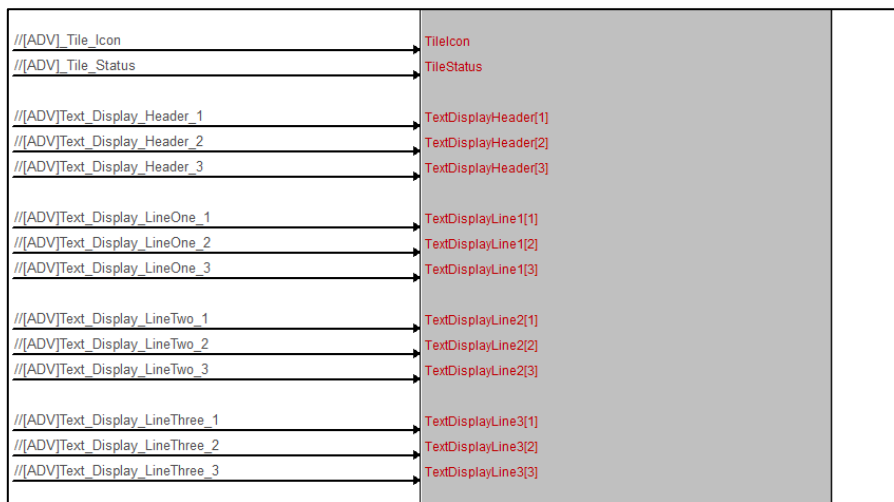 //[ADV]_Tile_Icon TileIcon
//[ADV]_Tile_Status TileStatus
//[ADV]Text_Display_Header_1 TextDisplayHeader[1]
//[ADV]Text_Display_Header_2 TextDisplayHeader[2]
//[ADV]Text_Display_Header_3 TextDisplayHeader[3]
//[ADV]Text_Display_LineOne_1 TextDisplayLine1[1]
//[ADV]Text_Display_LineOne_2 TextDisplayLine1[2]
//[ADV]Text_Display_LineOne_3 TextDisplayLine1[3]
//[ADV]Text_Display_LineTwo_1 TextDisplayLine2[1]
//[ADV]Text_Display_LineTwo_2 TextDisplayLine2[2]
//[ADV]Text_Display_LineTwo_3 TextDisplayLine2[3]
//[ADV]Text_Display_LineThree_1 TextDisplayLine3[1]
//[ADV]Text_Display_LineThree_2 TextDisplayLine3[2]
//[ADV]Text_Display_LineThree_3 TextDisplayLine3[3]